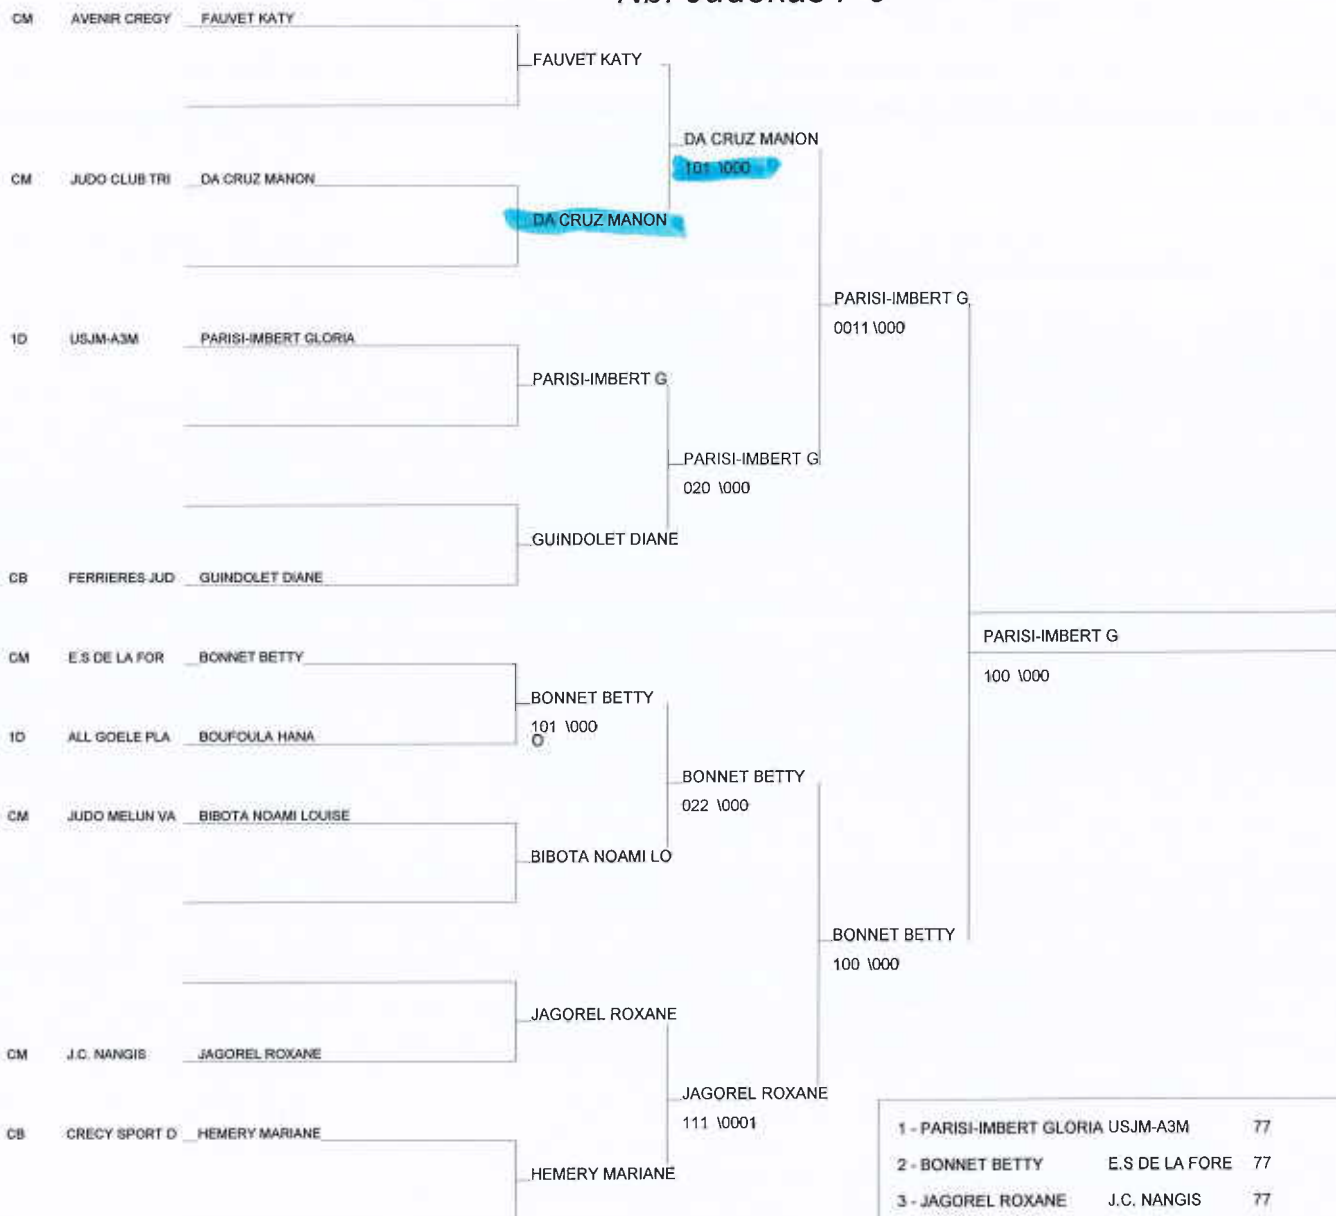 CM AVENIR CREGY FAUVET KATY
FAUVET KATY
DA CRUZ MANON
101 \000
CM JUDO CLUB TRI DA CRUZ MANON
DA CRUZ MANON
PARISI-IMBERT G
0011 \000
1D USJM-A3M PARISI-IMBERT GLORIA
PARISI-IMBERT G
PARISI-IMBERT G
020 \000
GUINDOLET DIANE
CB FERRIERES JUD GUINDOLET DIANE
PARISI-IMBERT G
100 \000
CM E.S DE LA FOR BONNET BETTY
BONNET BETTY
101 \000
O
1D ALL GOELE PLA BOUFOULA HANA
BONNET BETTY
022 \000
CM JUDO MELUN VA BIBOTA NOAMI LOUISE
BIBOTA NOAMI LO
BONNET BETTY
100 \000
JAGOREL ROXANE
CM J.C. NANGIS JAGOREL ROXANE
JAGOREL ROXANE
111 \0001
CB CRECY SPORT D HEMERY MARIANE
HEMERY MARIANE
1 - PARISI-IMBERT GLORIA USJM-A3M 77
2 - BONNET BETTY E.S DE LA FORE 77
3 - JAGOREL ROXANE J.C. NANGIS 77